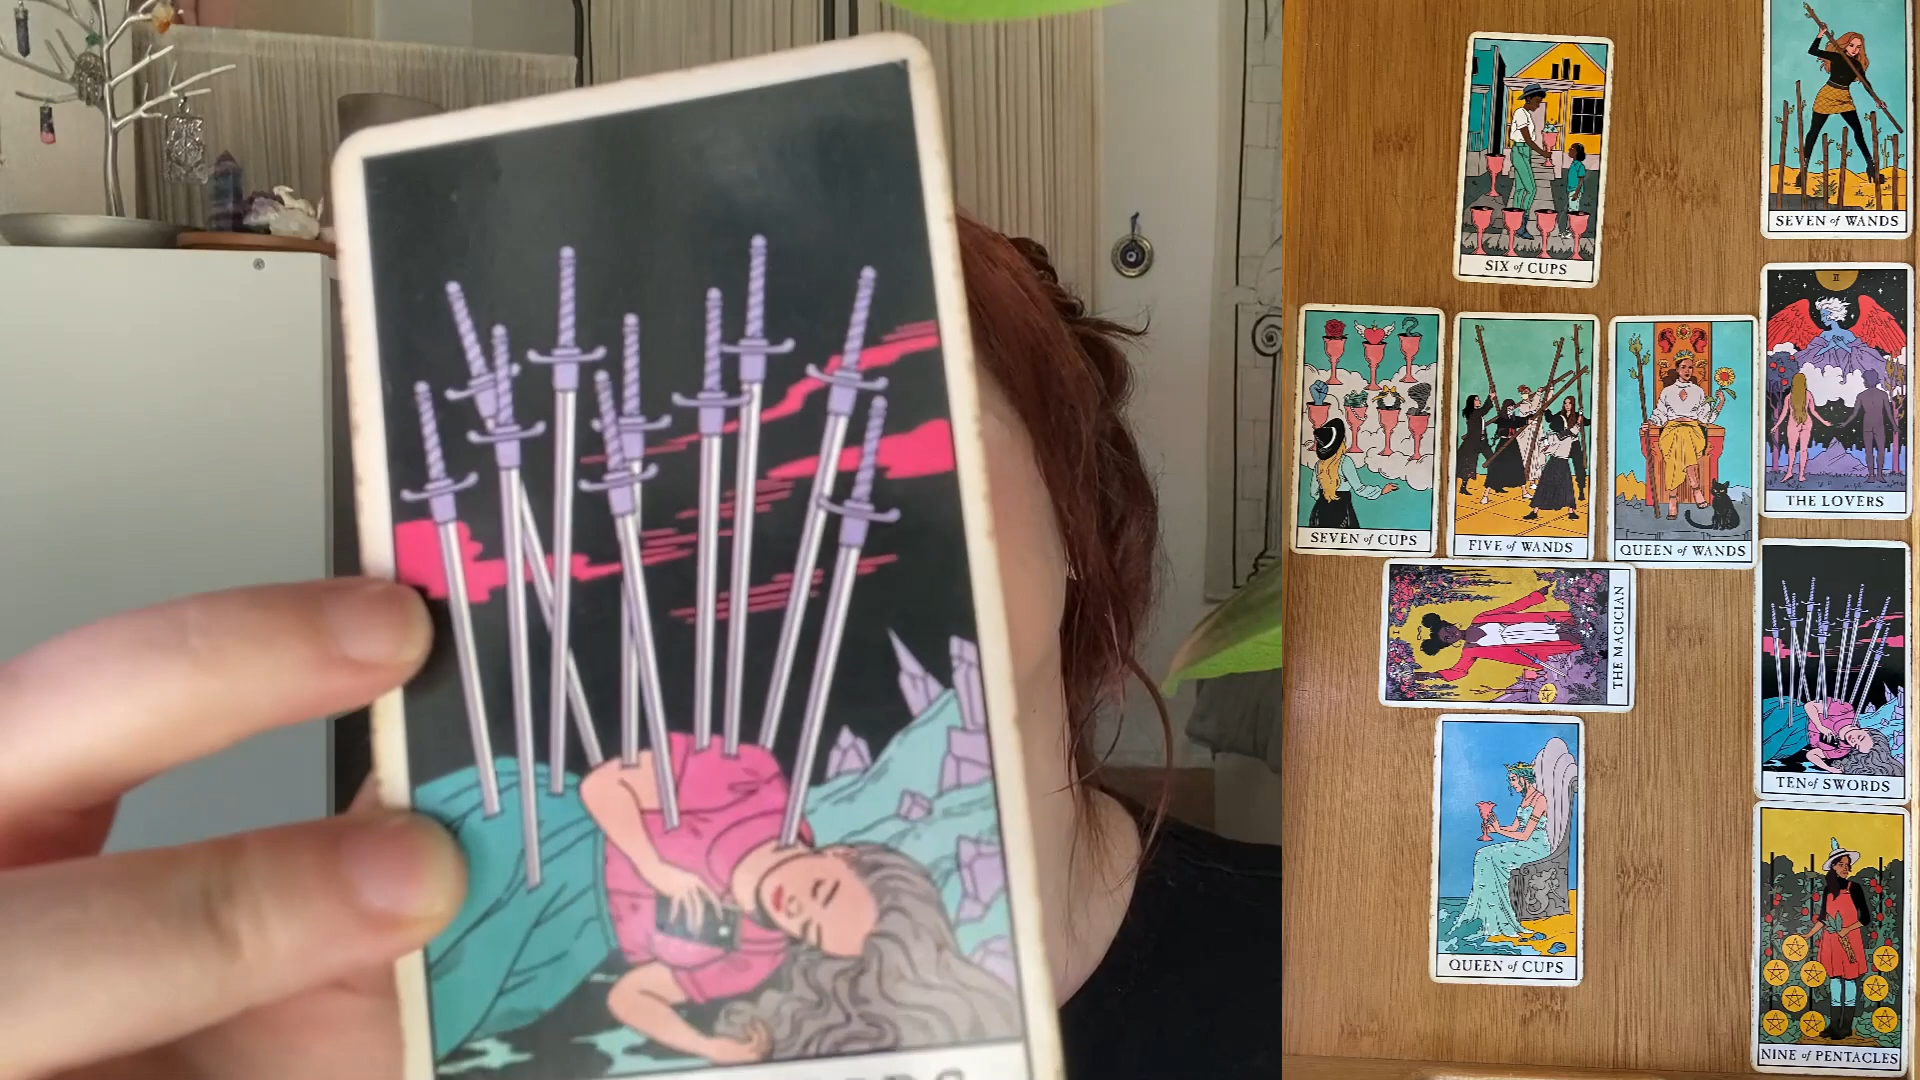 SIX of CUPS
SEVEN of WANDS
SEVEN of CUPS
FIVE of WANDS
QUEEN of WANDS
II
THE LOVERS
I
THE MAGICIAN
TEN of SWORDS
QUEEN of CUPS
NINE of PENTACLES